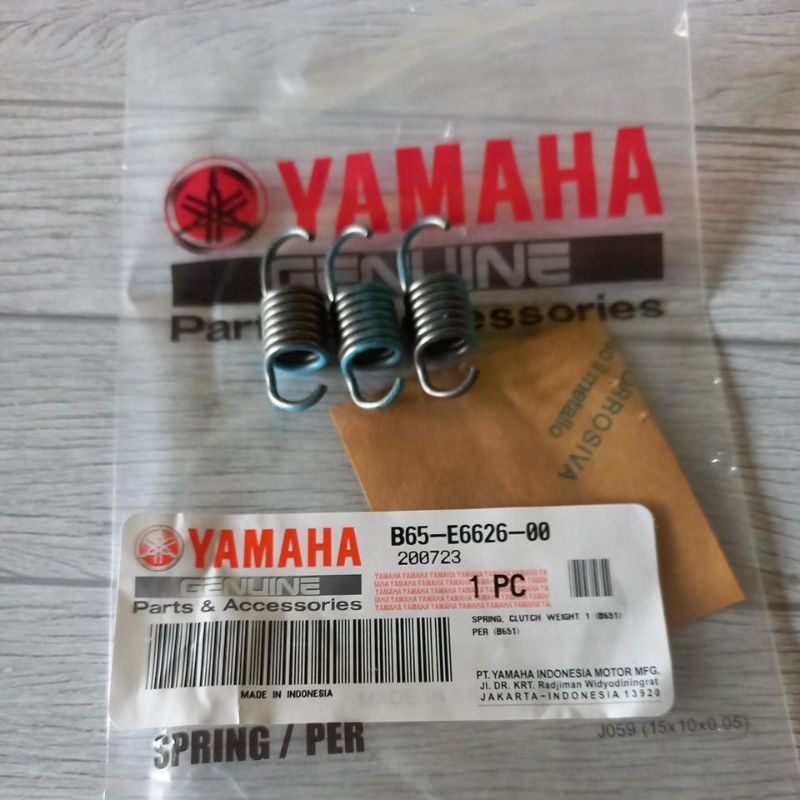 YAMAHA
GENUINE
Parts & Accessories
CORROSIVA
metallo
YAMAHA
GENUINE
Parts & Accessories
B65-E6626-00
200723
1 PC
SPRING, CLUTCH WEIGHT 1 (B651)
PER (B651)
MADE IN INDONESIA
PT. YAMAHA INDONESIA MOTOR MFG.
Jl. DR. KRT. Radjiman Widyodiningrat
JAKARTA-INDONESIA 13920
SPRING / PER
J059 (15x10x0.05)